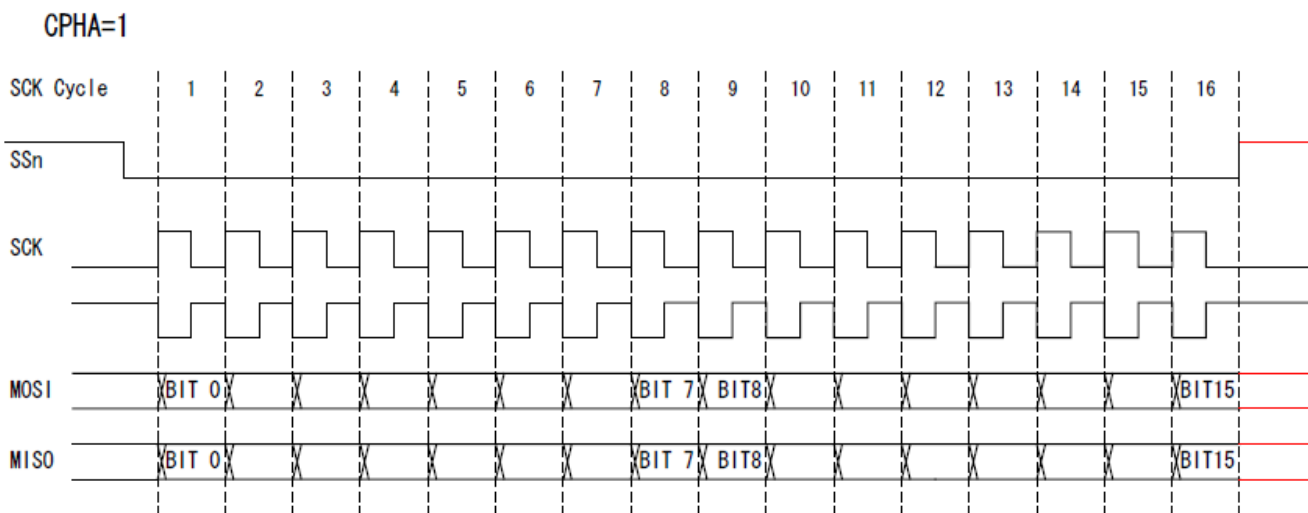 CPHA=1
SCK Cycle 1 2 3 4 5 6 7 8 9 10 11 12 13 14 15 16
SSn
SCK
MOSI BIT 0 BIT 7 BIT8 BIT15
MISO BIT 0 BIT 7 BIT8 BIT15